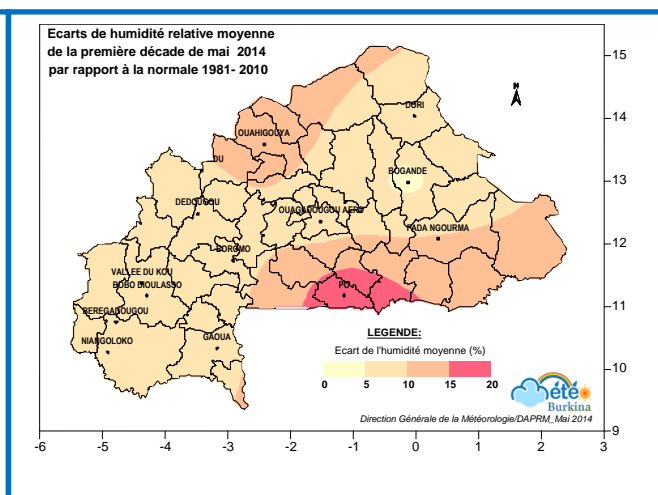 Ecarts de humidité relative moyenne
de la première décade de mai 2014
par rapport à la normale 1981- 2010
N
15
14
13
12
11
10
9
DORI
OUAHIGOUYA
DU
BOGANDE
DEDOUGOU
OUAGADOUGOU AERO
FADA NGOURMA
BOROMO
VALLEE DU KOU
BOBO DIOULASSO
PO
BEREGADOUGOU
NIANGOLOKO
GAOUA
LEGENDE:
Ecart de l'humidité moyenne (%)
0 5 10 15 20
Météo
Burkina
Direction Générale de la Météorologie/DAPRM_Mai 2014
-6 -5 -4 -3 -2 -1 0 1 2 3